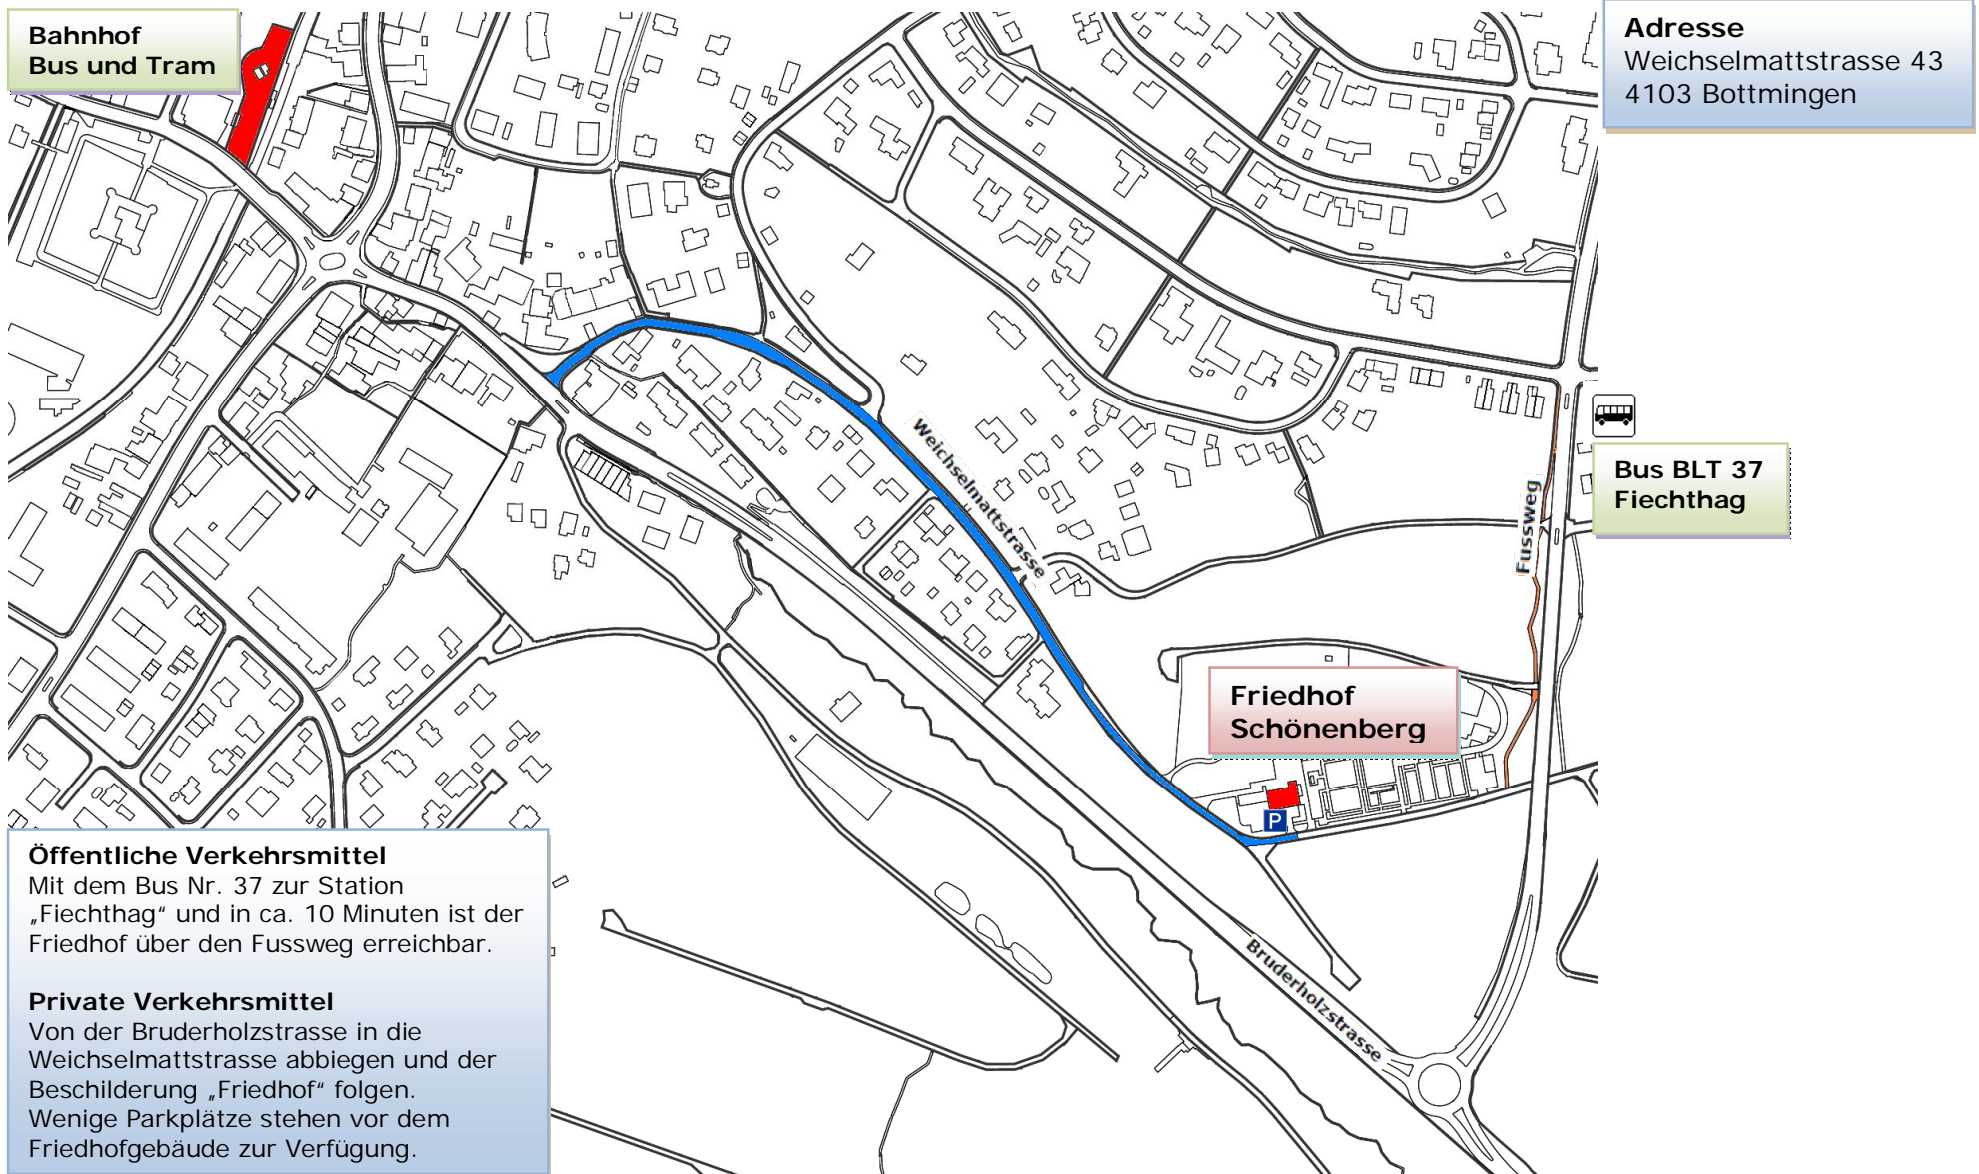 Bahnhof
Bus und Tram
Adresse
Weichselmattstrasse 43
4103 Bottmingen
Weichselmattstrasse
Fussweg
Bus BLT 37
Fiechthag
Friedhof
Schönenberg
P
Bruderholzstrasse
Öffentliche Verkehrsmittel
Mit dem Bus Nr. 37 zur Station
„Fiechthag“ und in ca. 10 Minuten ist der
Friedhof über den Fussweg erreichbar.
Private Verkehrsmittel
Von der Bruderholzstrasse in die
Weichselmattstrasse abbiegen und der
Beschilderung „Friedhof“ folgen.
Wenige Parkplätze stehen vor dem
Friedhofgebäude zur Verfügung.